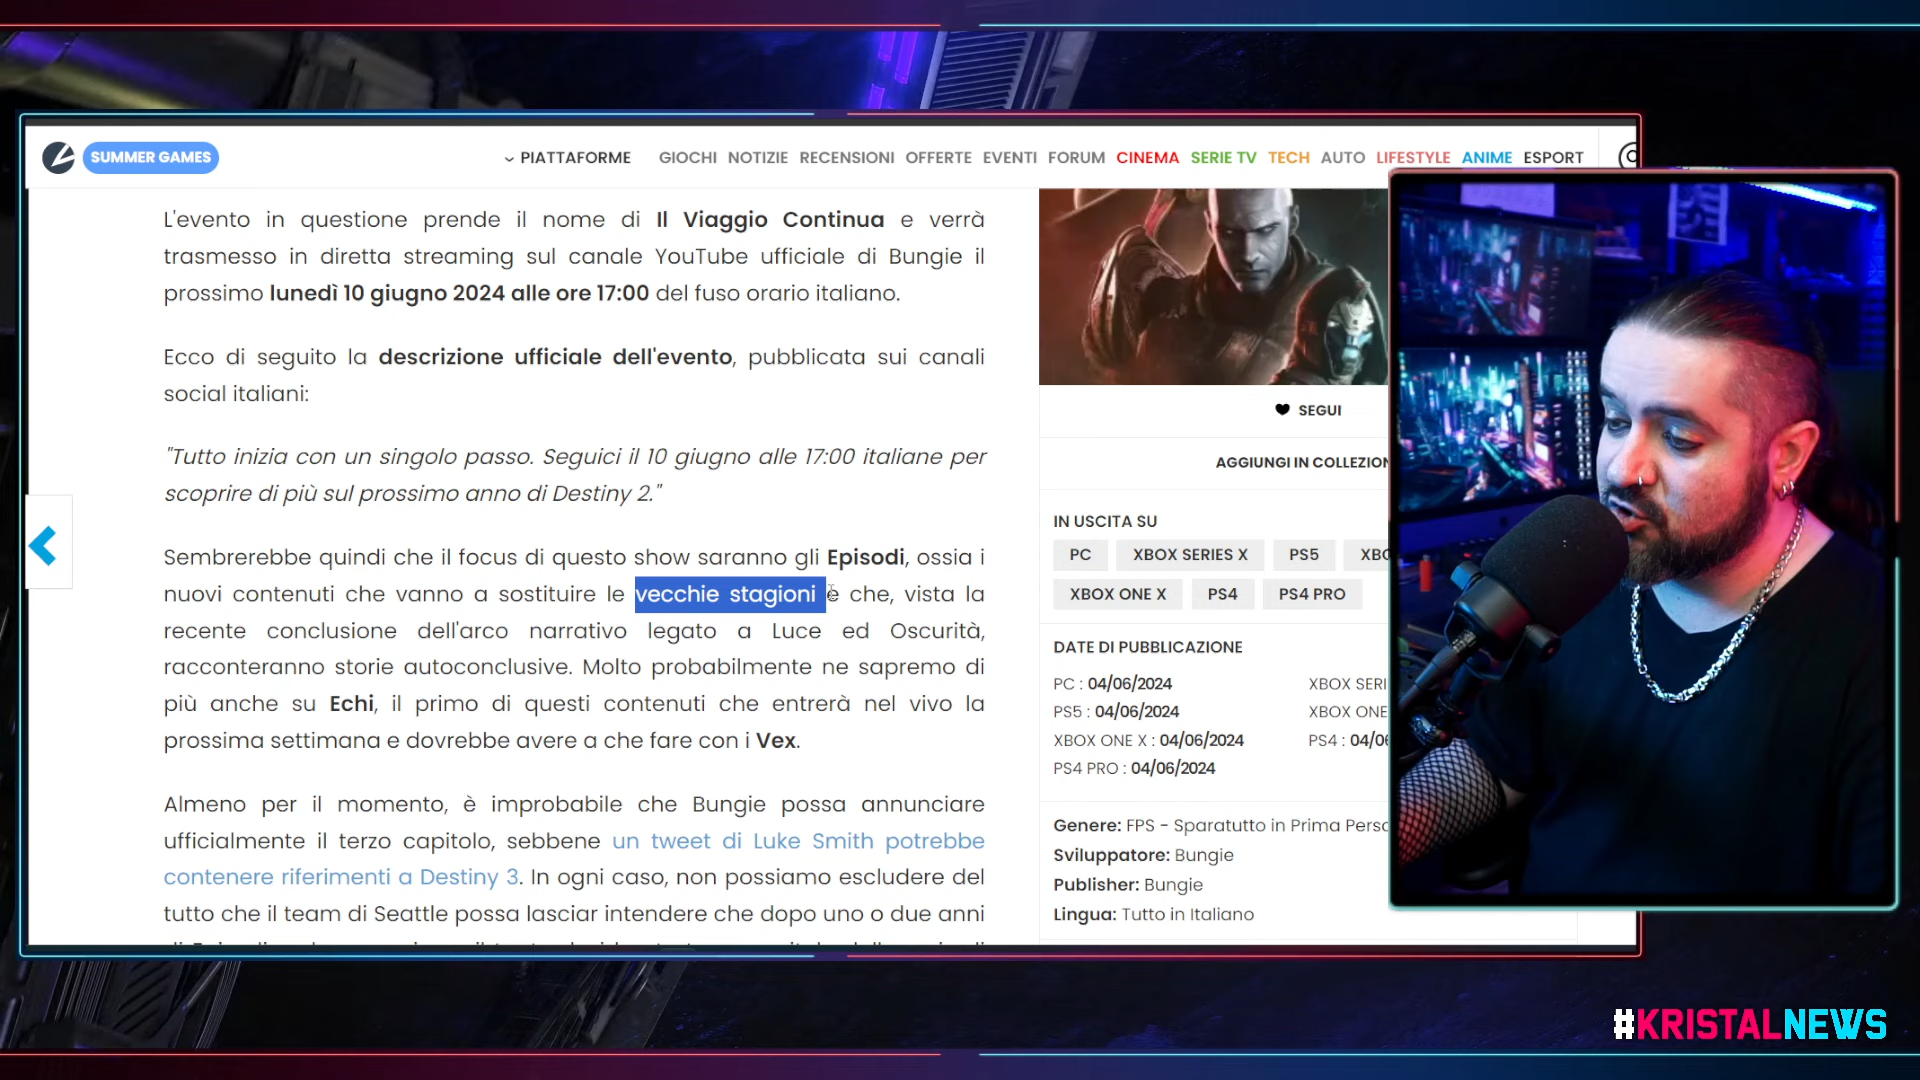 SUMMER GAMES
PIATTAFORME GIOCHI NOTIZIE RECENSIONI OFFERTE EVENTI FORUM CINEMA SERIE TV TECH AUTO LIFESTYLE ANIME ESPORT
L'evento in questione prende il nome di Il Viaggio Continua e verrà
trasmesso in diretta streaming sul canale YouTube ufficiale di Bungie il
prossimo lunedì 10 giugno 2024 alle ore 17:00 del fuso orario italiano.
Ecco di seguito la descrizione ufficiale dell'evento, pubblicata sui canali
social italiani:
"Tutto inizia con un singolo passo. Seguici il 10 giugno alle 17:00 italiane per
scoprire di più sul prossimo anno di Destiny 2."
Sembrerebbe quindi che il focus di questo show saranno gli Episodi, ossia i
nuovi contenuti che vanno a sostituire le vecchie stagioni e che, vista la
recente conclusione dell'arco narrativo legato a Luce ed Oscurità,
racconteranno storie autoconclusive. Molto probabilmente ne sapremo di
più anche su Echi, il primo di questi contenuti che entrerà nel vivo la
prossima settimana e dovrebbe avere a che fare con i Vex.
Almeno per il momento, è improbabile che Bungie possa annunciare
ufficialmente il terzo capitolo, sebbene un tweet di Luke Smith potrebbe
contenere riferimenti a Destiny 3. In ogni caso, non possiamo escludere del
tutto che il team di Seattle possa lasciar intendere che dopo uno o due anni
SEGUI
AGGIUNGI IN COLLEZION
IN USCITA SU
PC XBOX SERIES X PS5 XBO
XBOX ONE X PS4 PS4 PRO
DATE DI PUBBLICAZIONE
PC : 04/06/2024 XBOX SERI
PS5 : 04/06/2024 XBOX ONE
XBOX ONE X : 04/06/2024 PS4 : 04/06
PS4 PRO : 04/06/2024
Genere: FPS - Sparatutto in Prima Perso
Sviluppatore: Bungie
Publisher: Bungie
Lingua: Tutto in Italiano
#KRISTALNEWS